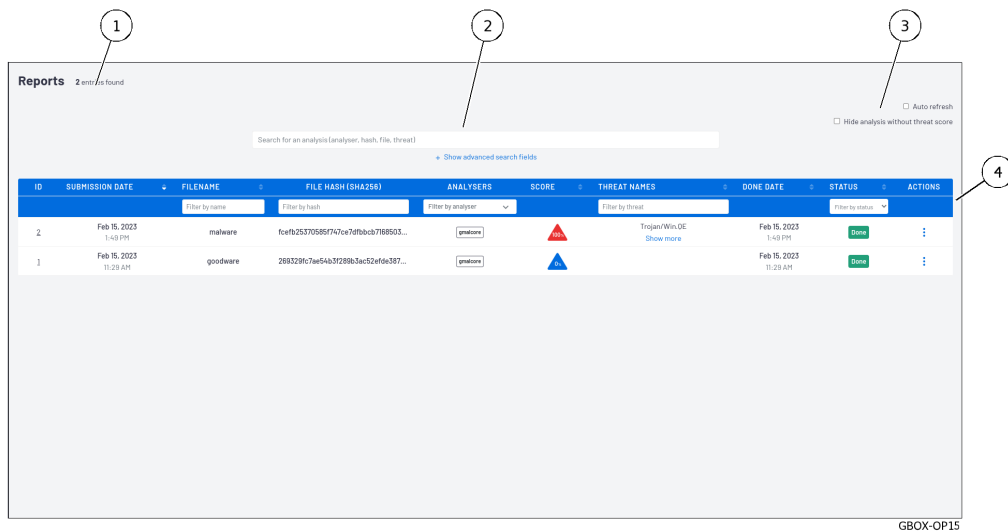 1
2
3
Reports 2 entries found
Auto refresh
Hide analysis without threat score
Search for an analysis (analyser, hash, file, threat)
+ Show advanced search fields
4
ID SUBMISSION DATE FILENAME FILE HASH (SHA256) ANALYSERS SCORE THREAT NAMES DONE DATE STATUS ACTIONS
Filter by name Filter by hash Filter by analyser Filter by threat Filter by status
2 Feb 15, 2023 malware fcefb25370585f747ce7dfbbcb7168503... gmalcore 100% Trojan/Win.DE Feb 15, 2023 Done
1:49 PM Show more 1:49 PM
1 Feb 15, 2023 goodware 269329fc7ae54b3f289b3ac52efde387... gmalcore 0% Feb 15, 2023 Done
11:29 AM 11:29 AM
GBOX-OP15